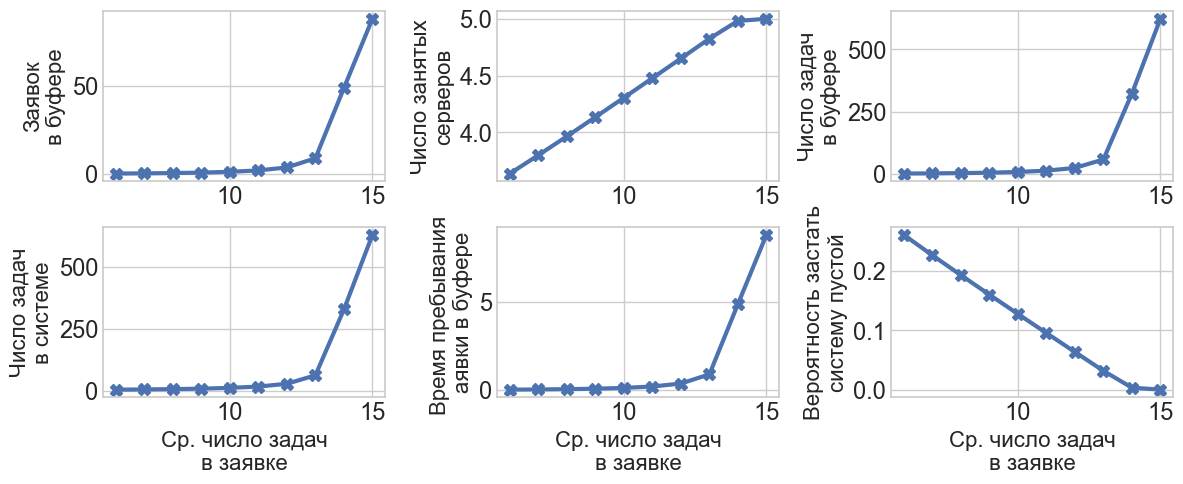 Заявок
в буфере
50
0
10
15
Число занятых
серверов
5.0
4.5
4.0
10
15
Число задач
в буфере
500
250
0
10
15
Число задач
в системе
500
250
0
10
15
Ср. число задач
в заявке
Время пребывания
аявки в буфере
5
0
10
15
Ср. число задач
в заявке
Вероятность застать
систему пустой
0.2
0.1
0.0
10
15
Ср. число задач
в заявке